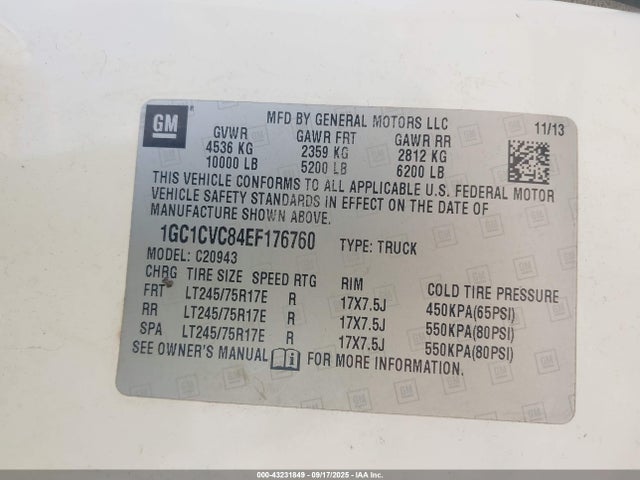 GM
MFD BY GENERAL MOTORS LLC
11/13
GVWR GAWR FRT GAWR RR
4536 KG 2359 KG 2812 KG
10000 LB 5200 LB 6200 LB
THIS VEHICLE CONFORMS TO ALL APPLICABLE U.S. FEDERAL MOTOR
VEHICLE SAFETY STANDARDS IN EFFECT ON THE DATE OF
MANUFACTURE SHOWN ABOVE.
1GC1CVC84EF176760 TYPE: TRUCK
MODEL: C20943
CHRG TIRE SIZE SPEED RTG RIM COLD TIRE PRESSURE
FRT LT245/75R17E R 17X7.5J 450KPA(65PSI)
RR LT245/75R17E R 17X7.5J 550KPA(80PSI)
SPA LT245/75R17E R 17X7.5J 550KPA(80PSI)
SEE OWNER'S MANUAL FOR MORE INFORMATION.
000-43231849 - 09/17/2025 - IAA Inc.